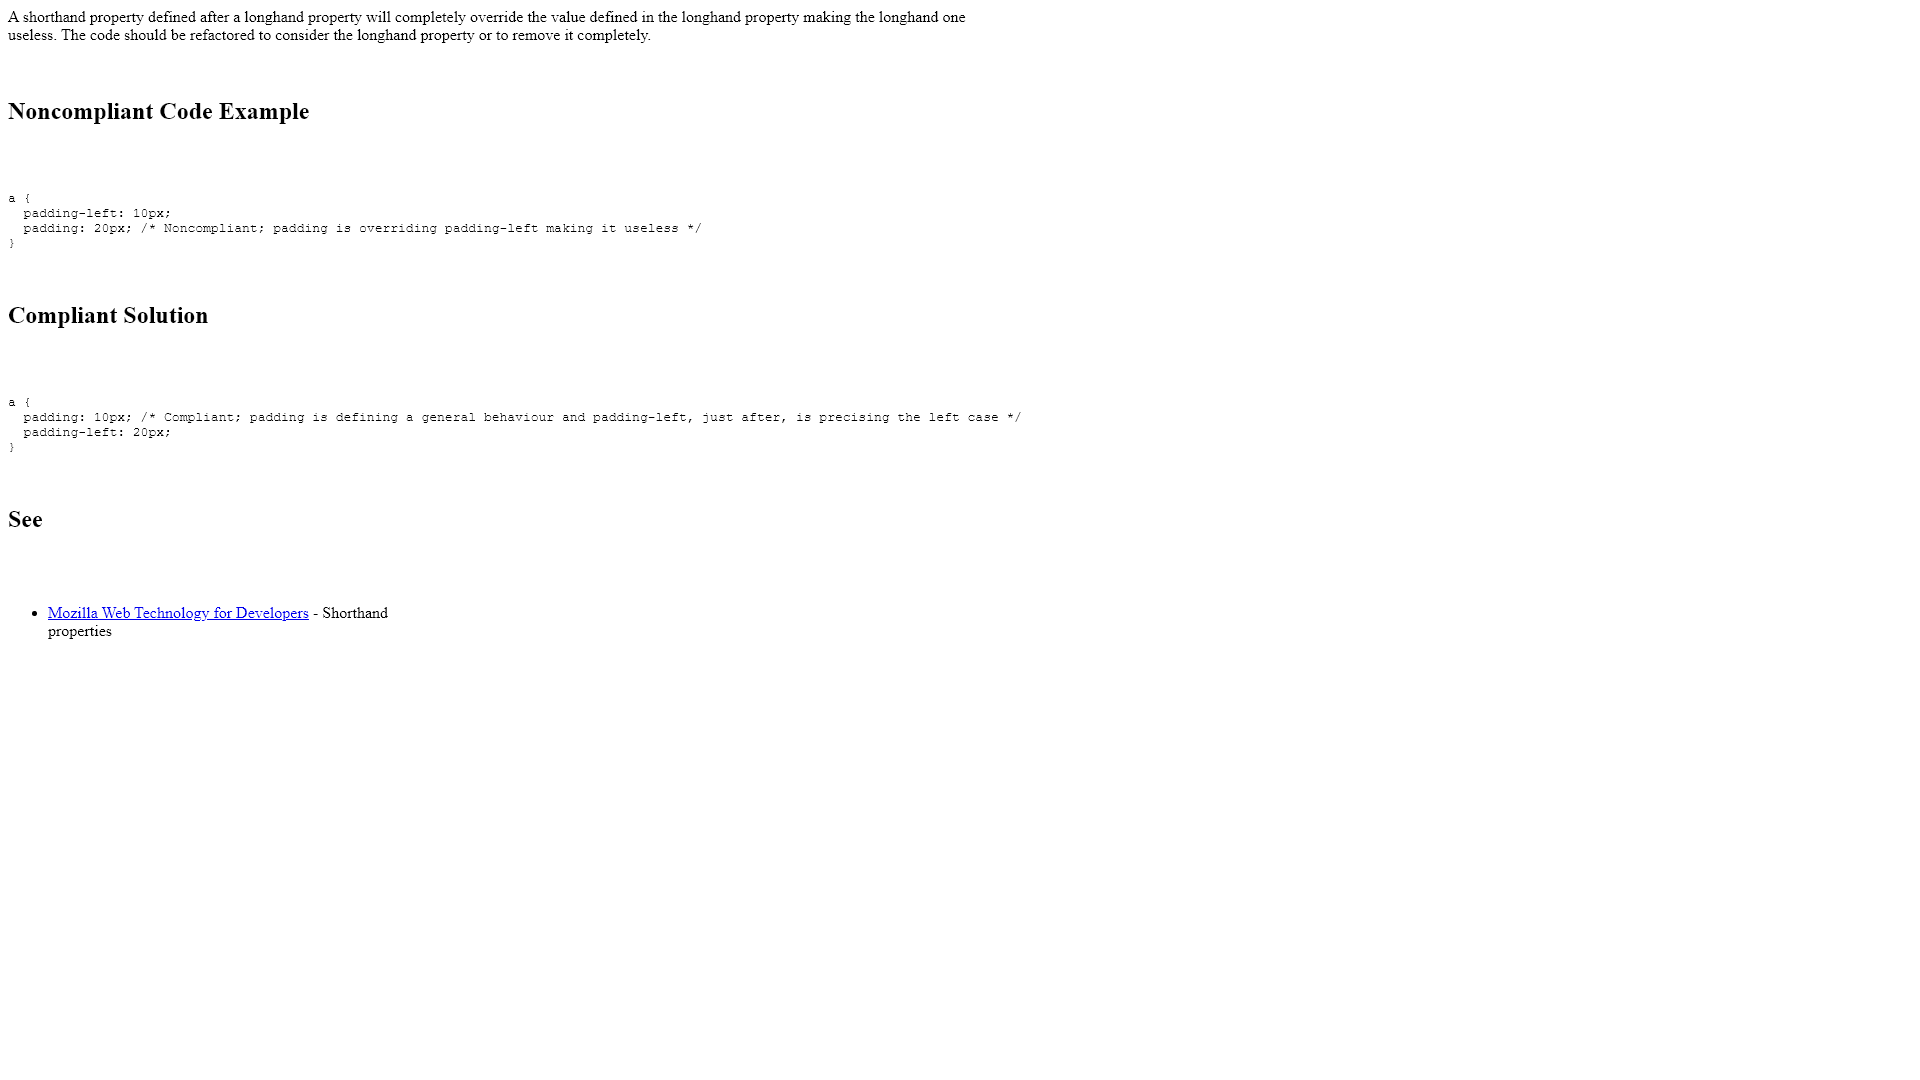 A shorthand property defined after a longhand property will completely override the value defined in the longhand property making the longhand one
useless. The code should be refactored to consider the longhand property or to remove it completely.
Noncompliant Code Example
a {
  padding-left: 10px;
  padding: 20px; /* Noncompliant; padding is overriding padding-left making it useless */
}
Compliant Solution
a {
  padding: 10px; /* Compliant; padding is defining a general behaviour and padding-left, just after, is precising the left case */
  padding-left: 20px;
}
See
• Mozilla Web Technology for Developers - Shorthand
properties